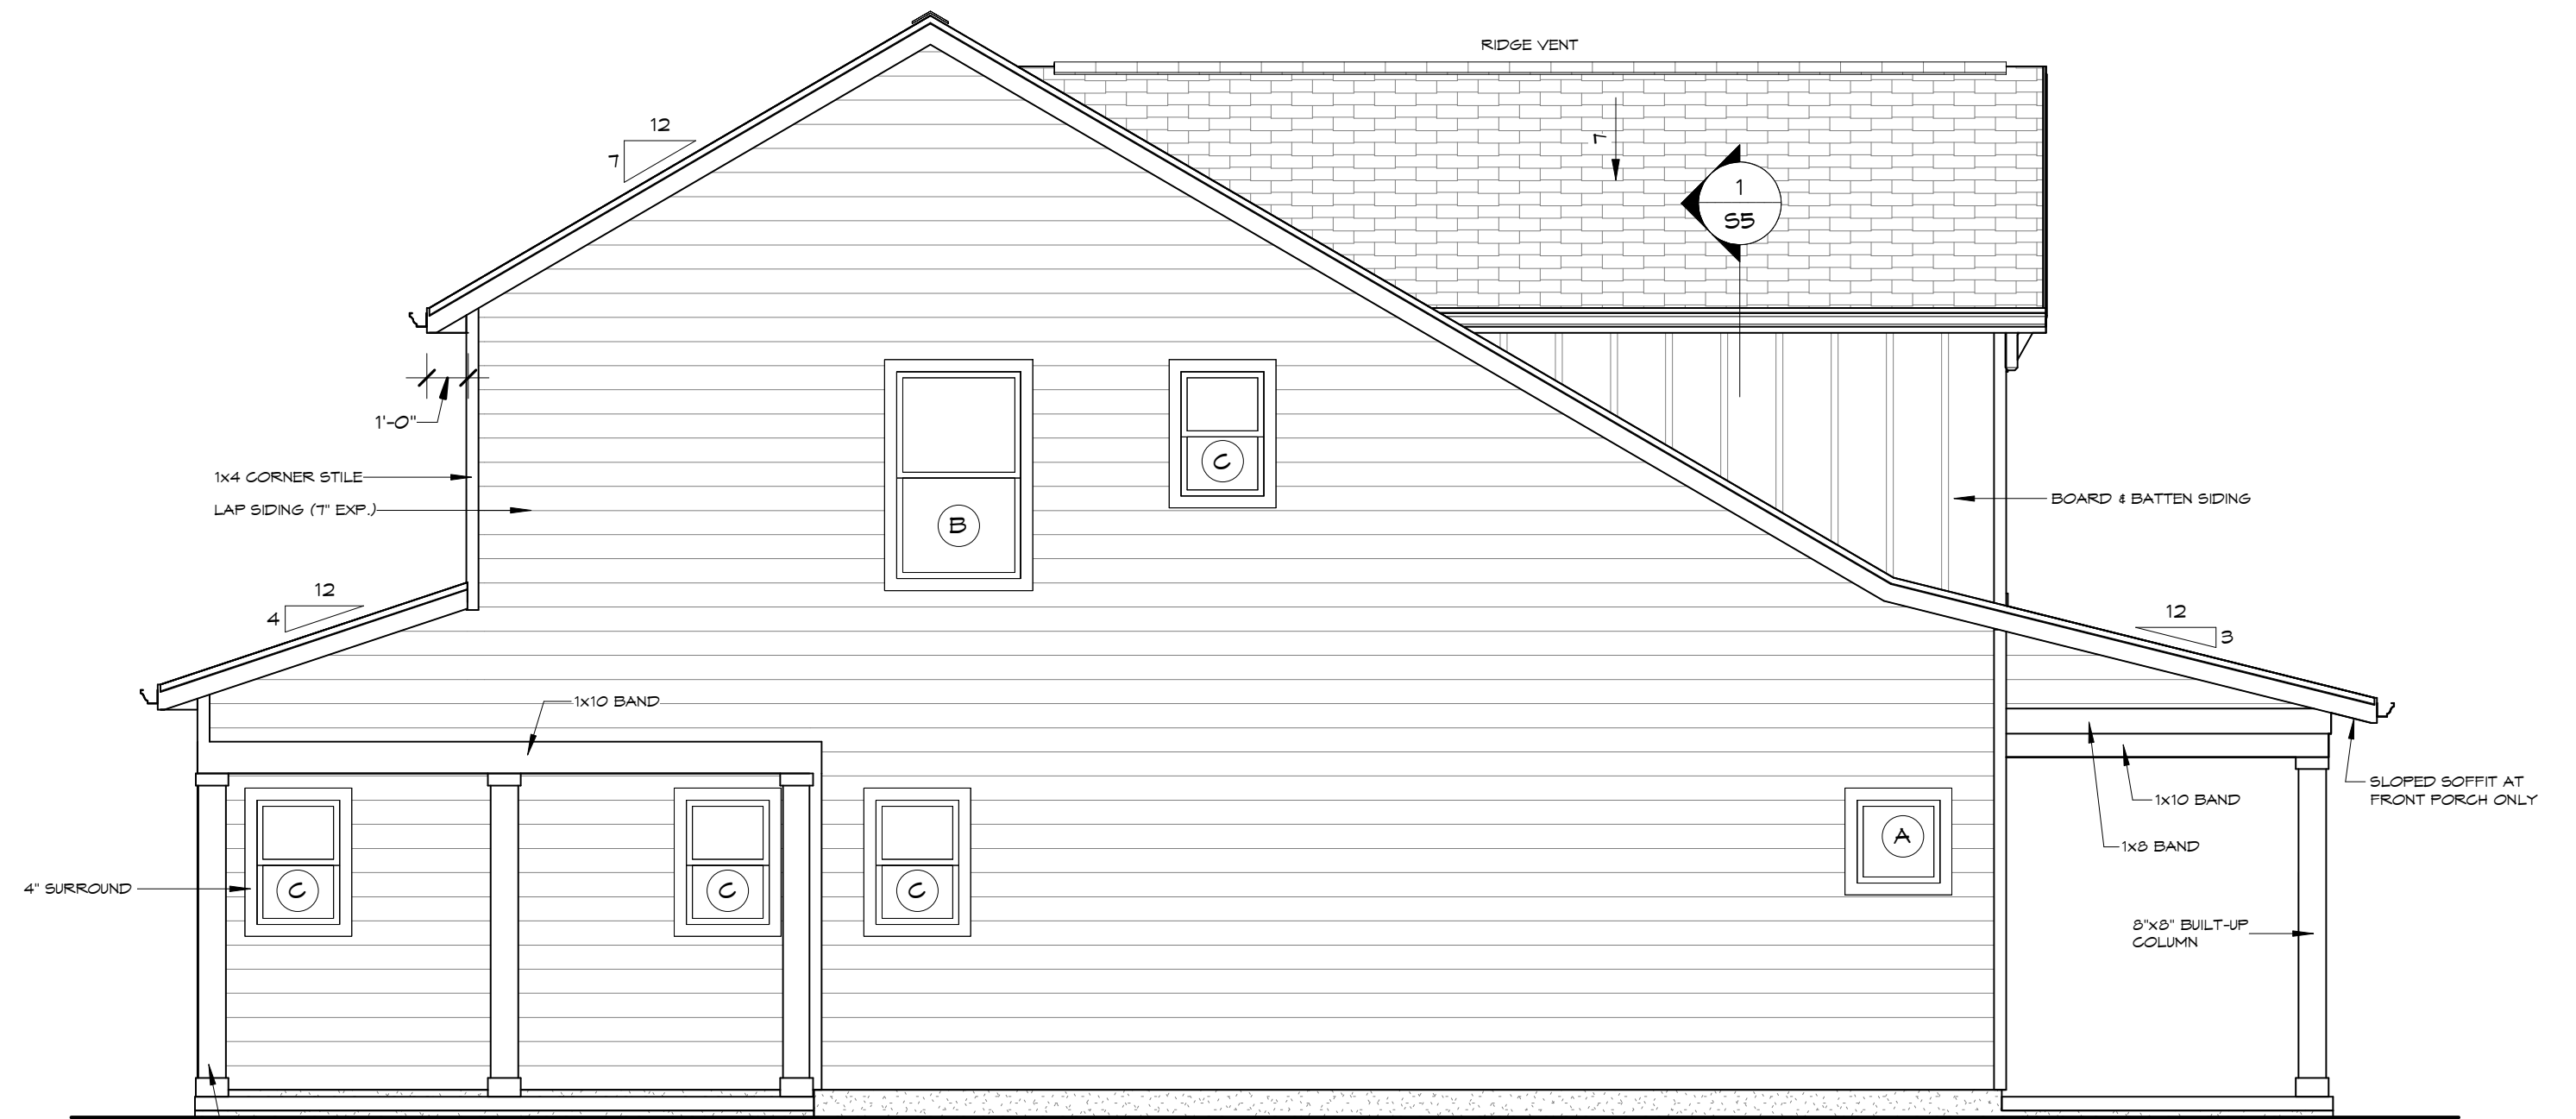 RIDGE VENT
12
7
7
1
S5
1'-0"
1x4 CORNER STILE
LAP SIDING (7" EXP.)
B
C
BOARD & BATTEN SIDING
12
4
12
3
1x10 BAND
SLOPED SOFFIT AT
FRONT PORCH ONLY
1x10 BAND
1x8 BAND
4" SURROUND
C
C
C
A
8"x8" BUILT-UP
COLUMN